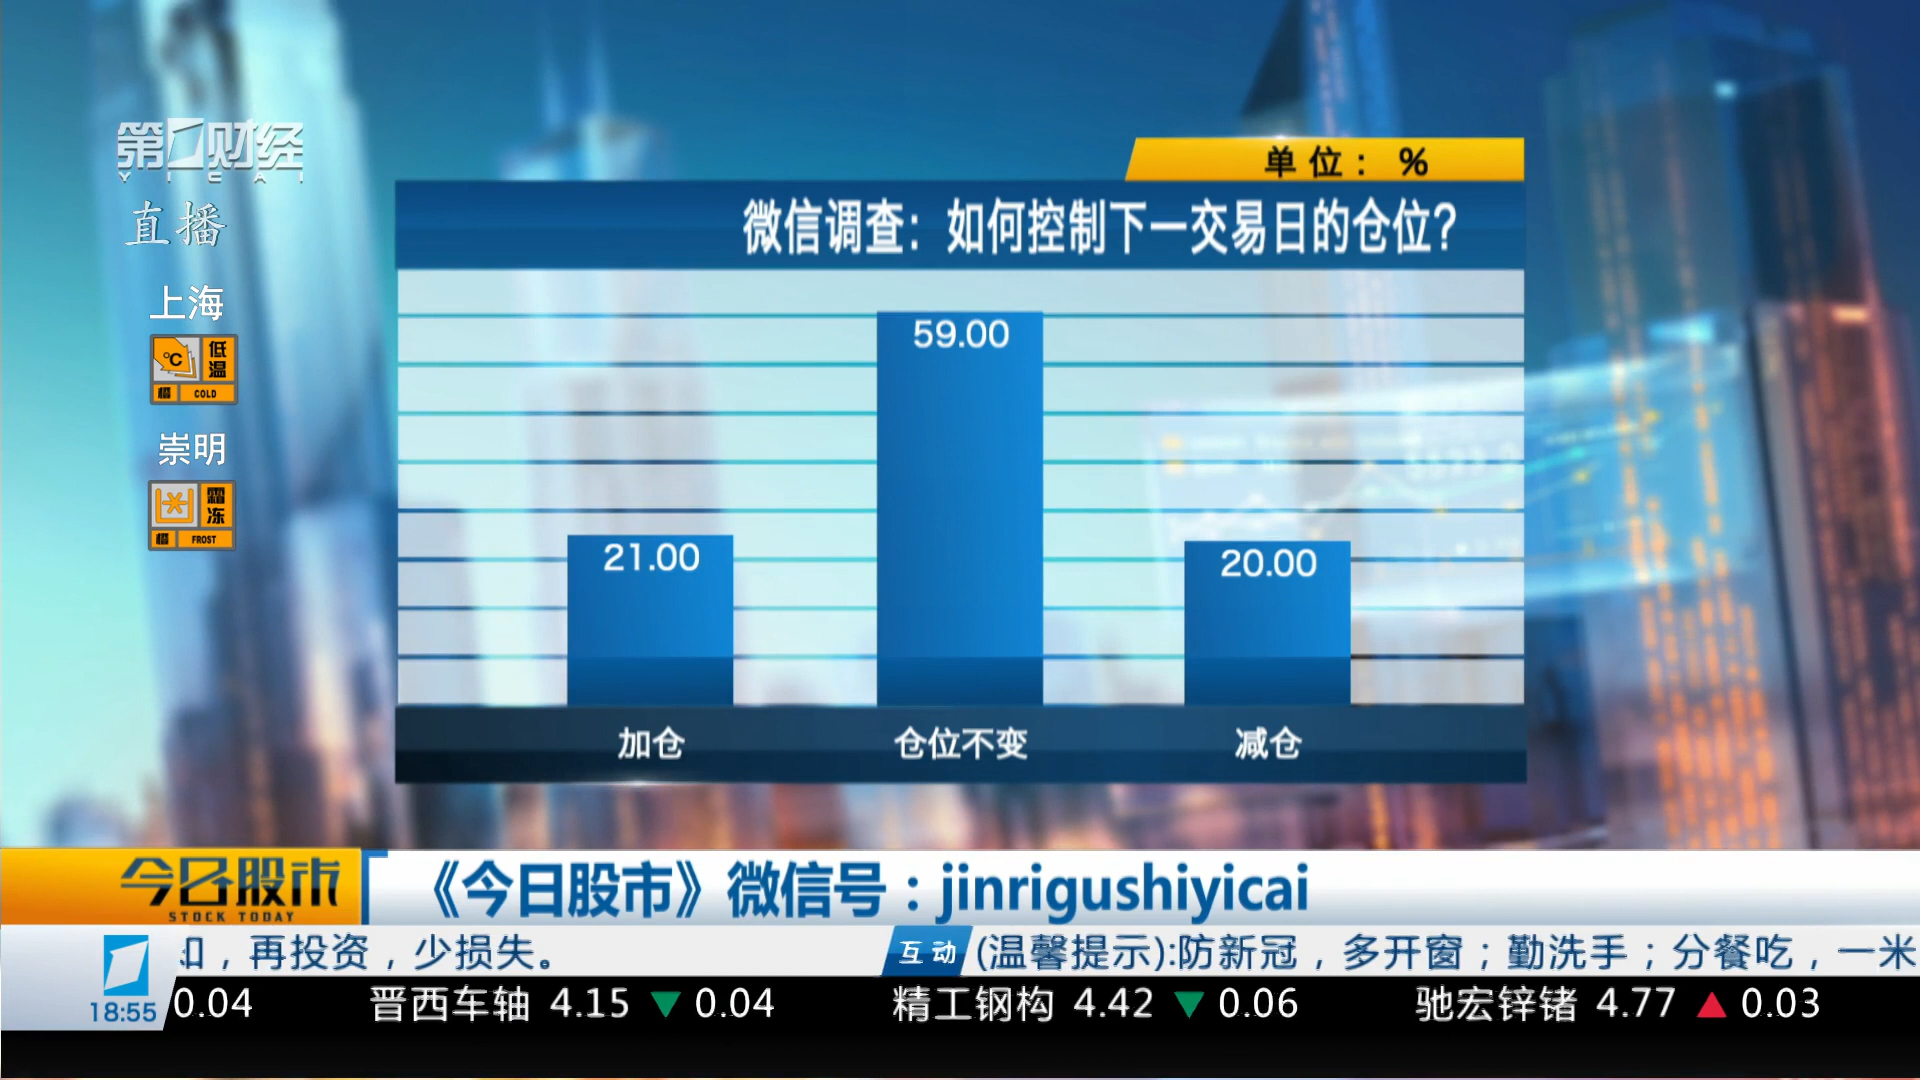 第1财经
YICAI
直播
上海
℃
低温
橙 COLD
崇明
霜冻
橙 FROST
单位：%
微信调查：如何控制下一交易日的仓位？
21.00
59.00
20.00
加仓 仓位不变 减仓
今日股市
STOCK TODAY
《今日股市》微信号：jinrigushiyicai
，再投资，少损失。 互动 (温馨提示):防新冠，多开窗；勤洗手；分餐吃，一米
18:55
0.04 晋西车轴 4.15 ▼ 0.04 精工钢构 4.42 ▼ 0.06 驰宏锌锗 4.77 ▲ 0.03